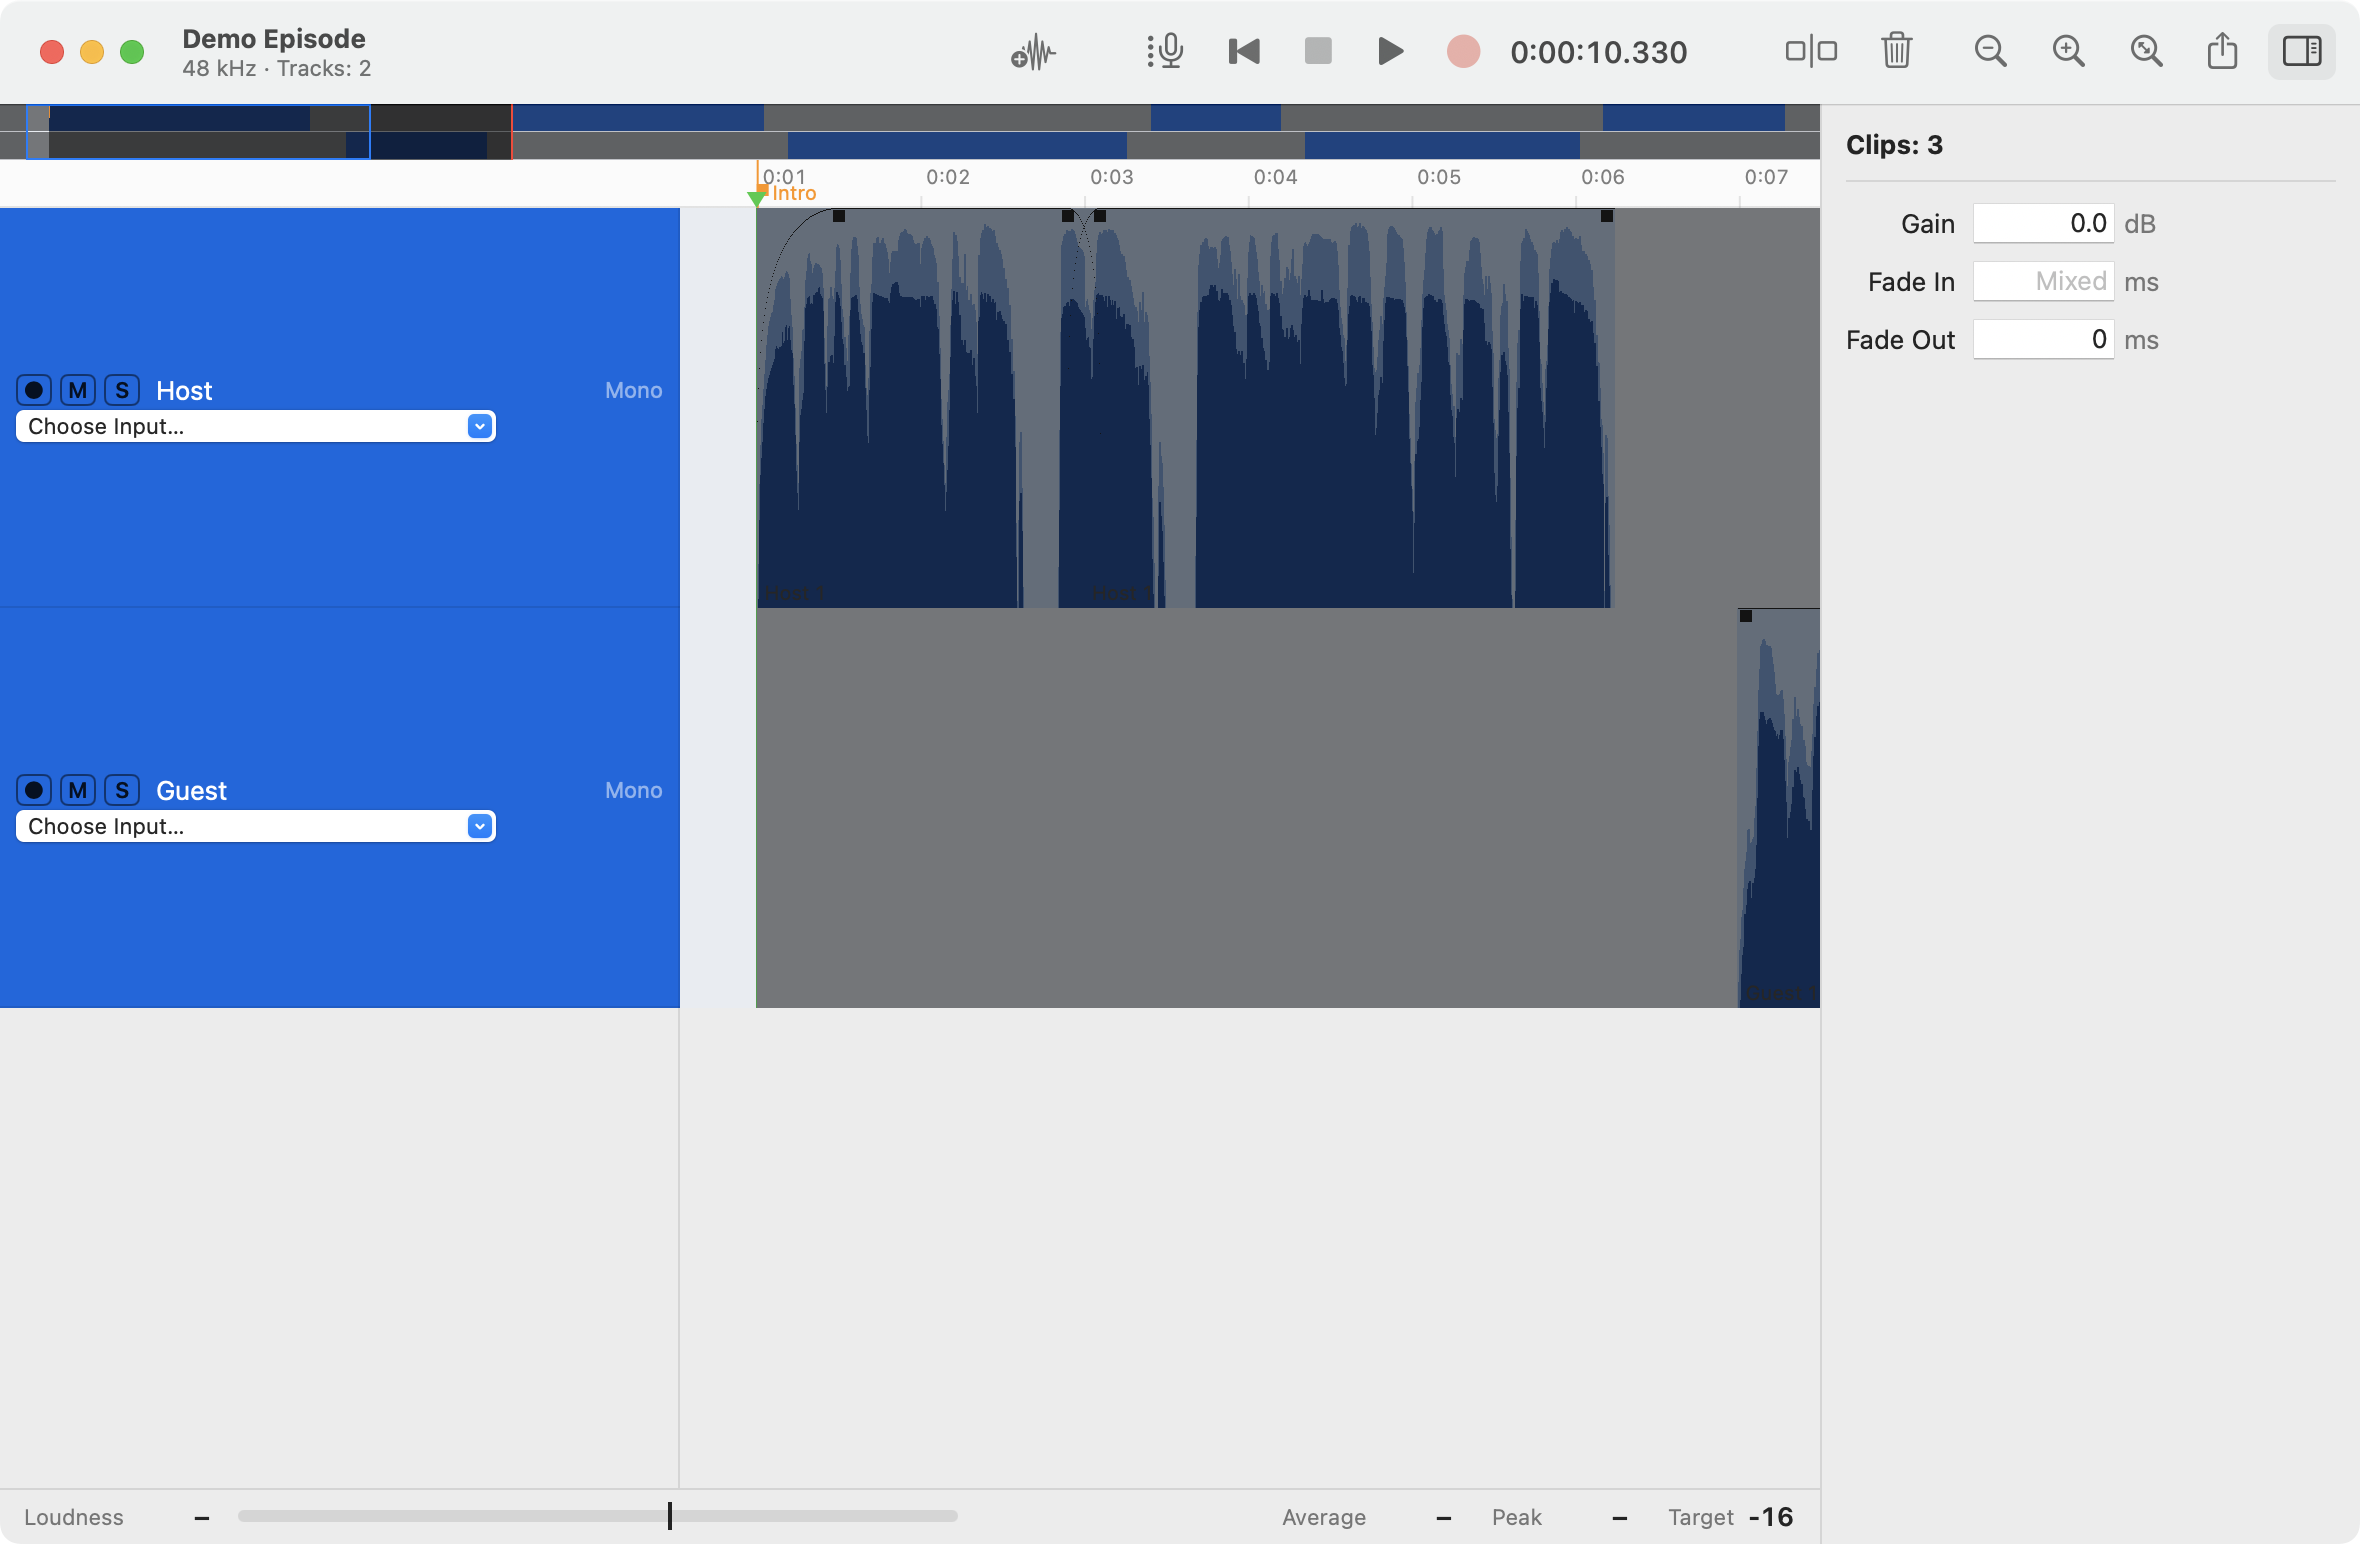 Demo Episode
48 kHz · Tracks: 2
0:00:10.330
0:01 0:02 0:03 0:04 0:05 0:06 0:07
Intro
M S Host Mono
Choose Input...
M S Guest Mono
Choose Input...
Clips: 3
Gain 0.0 dB
Fade In Mixed ms
Fade Out 0 ms
Loudness – Average – Peak – Target -16